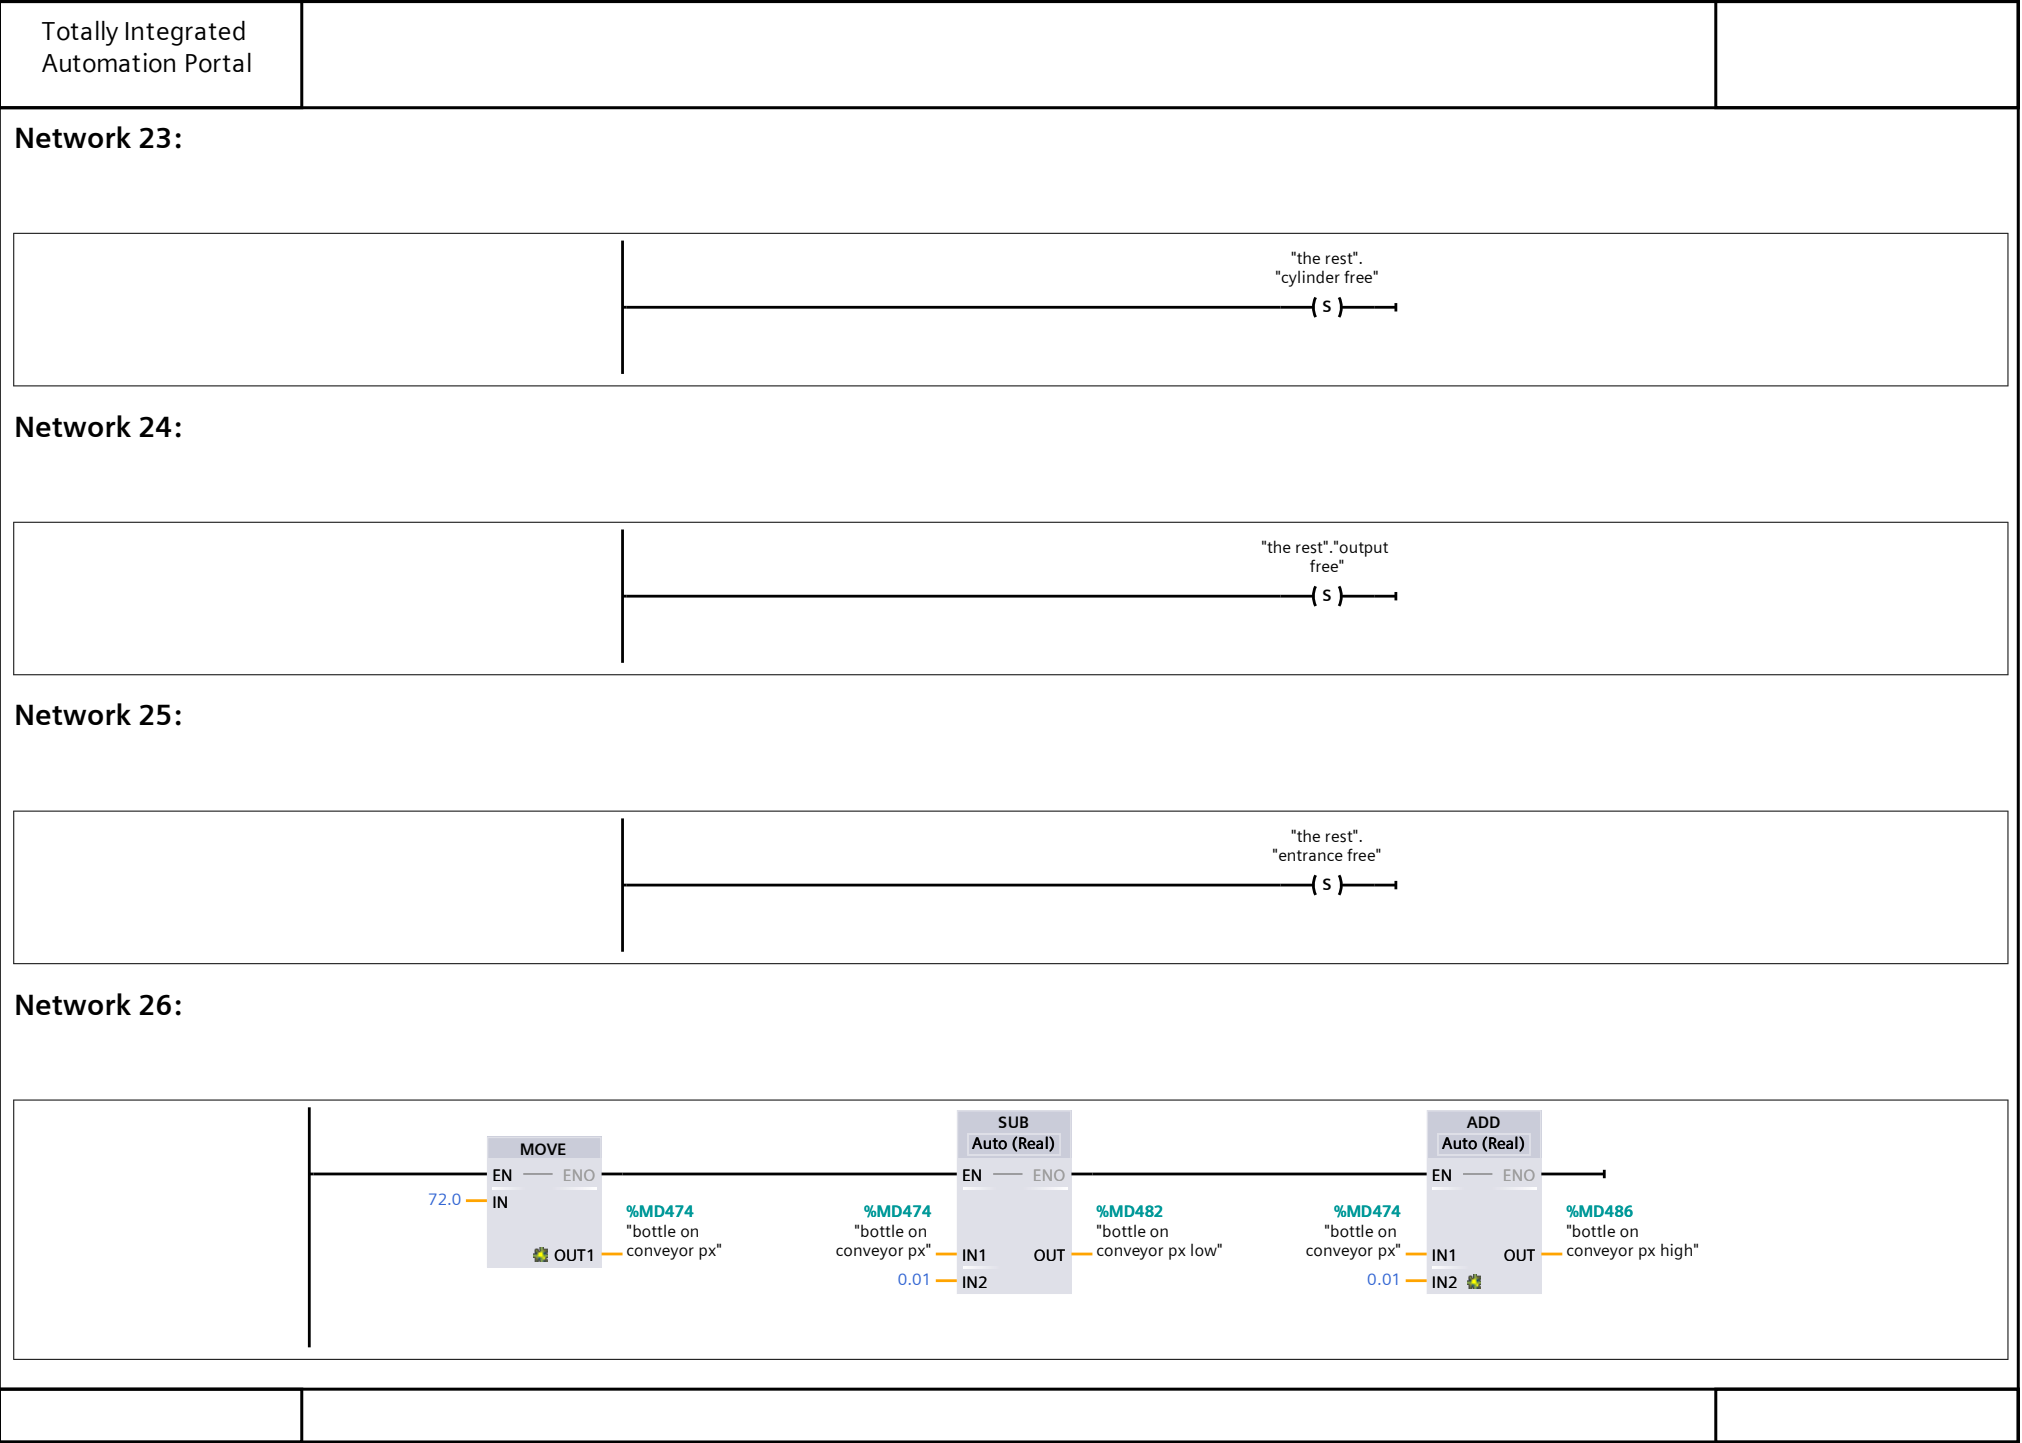 Totally Integrated
Automation Portal
Network 23:
"the rest".
"cylinder free"
( S )
Network 24:
"the rest"."output
free"
( S )
Network 25:
"the rest".
"entrance free"
( S )
Network 26:
MOVE
EN ENO
72.0 IN
%MD474
"bottle on
OUT1 conveyor px"
SUB
Auto (Real)
EN ENO
%MD474
"bottle on
conveyor px" IN1
0.01 IN2
%MD482
"bottle on
OUT conveyor px low"
ADD
Auto (Real)
EN ENO
%MD474
"bottle on
conveyor px" IN1
0.01 IN2
%MD486
"bottle on
OUT conveyor px high"